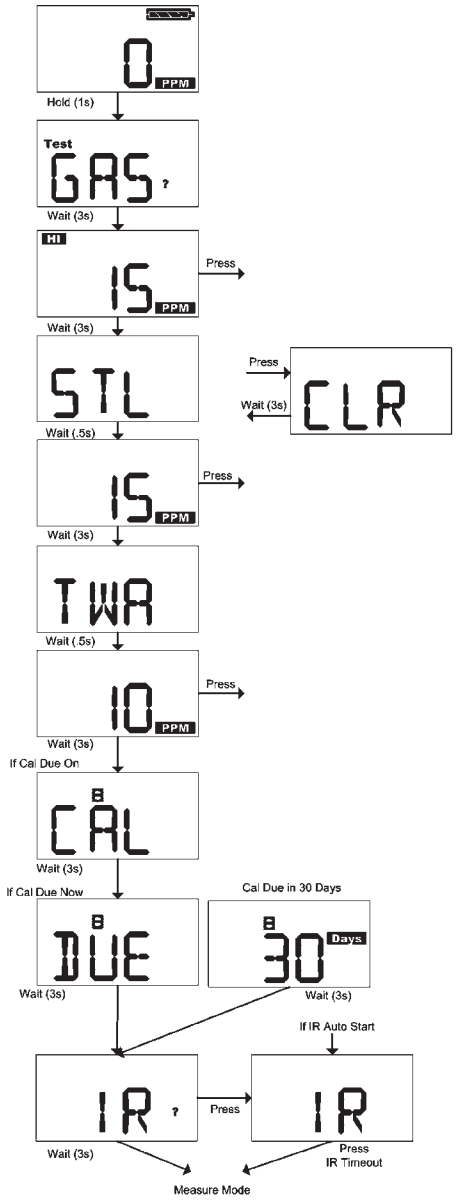 0
PPM
Hold (1s)
Test
GAS ?
Wait (3s)
HI
15
PPM
Press
Wait (3s)
STL
Wait (.5s)
Press
CLR
Wait (3s)
15
PPM
Press
Wait (3s)
TWA
Wait (.5s)
10
PPM
Press
Wait (3s)
If Cal Due On
CAL
Wait (3s)
If Cal Due Now
DUE
Wait (3s)
Cal Due in 30 Days
30 Days
Wait (3s)
If IR Auto Start
IR ?
Wait (3s)
Press
IR
Press
IR Timeout
Measure Mode